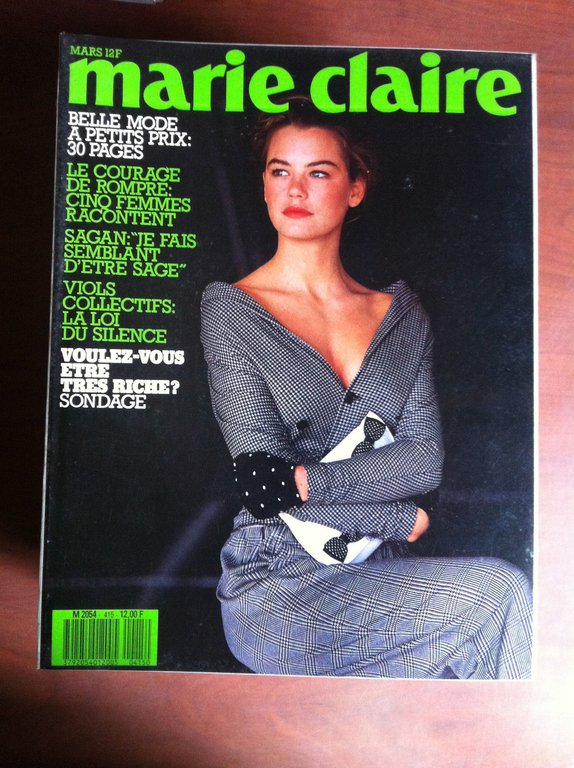 MARS 12F
marie claire
BELLE MODE
A PETITS PRIX:
30 PAGES
LE COURAGE
DE ROMPRE:
CINQ FEMMES
RACONTENT
SAGAN:"JE FAIS
SEMBLANT
D'ETRE SAGE"
VIOLS
COLLECTIFS:
LA LOI
DU SILENCE
VOULEZ-VOUS
ETRE
TRES RICHE?
SONDAGE
M 2054 - 415 - 12,00 F
3792054012003 04150